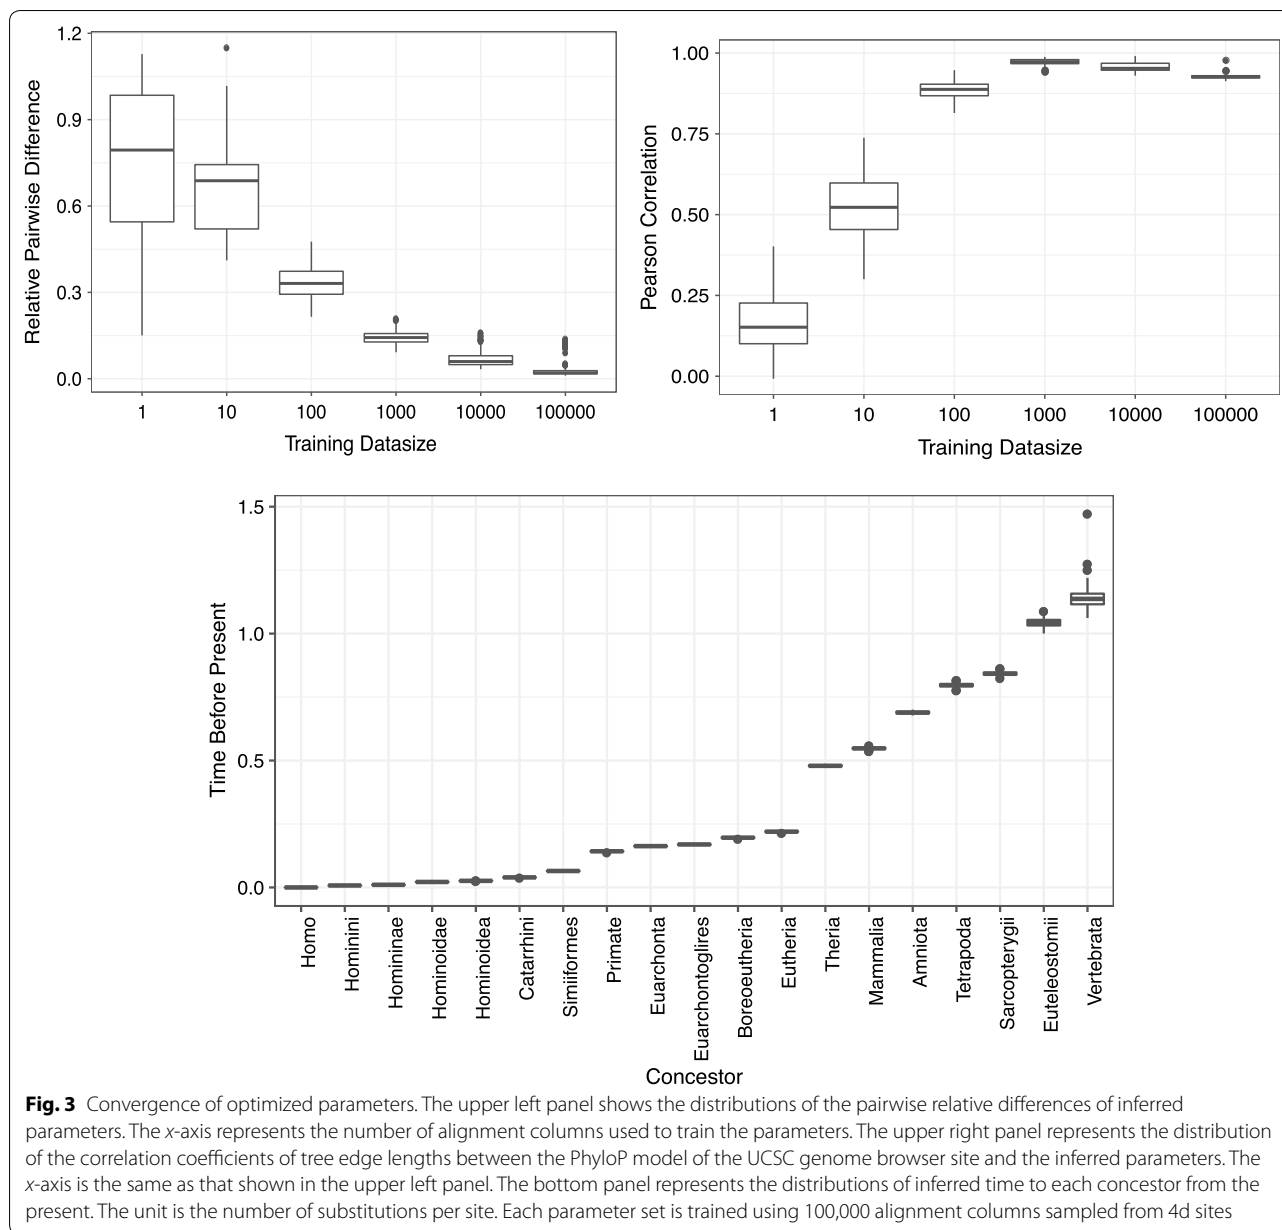 1.2
0.9
0.6
0.3
0.0
Relative Pairwise Difference
1 10 100 1000 10000 100000
Training Datasize
1.00
0.75
0.50
0.25
0.00
Pearson Correlation
1 10 100 1000 10000 100000
Training Datasize
1.5
1.0
0.5
0.0
Time Before Present
Homo
Hominini
Homininae
Hominoidae
Hominoidea
Catarrhini
Simiiformes
Primate
Euarchonta
Euarchontoglires
Boreoeutheria
Eutheria
Theria
Mammalia
Amniota
Tetrapoda
Sarcopterygii
Euteleostomii
Vertebrata
Concestor
Fig. 3 Convergence of optimized parameters. The upper left panel shows the distributions of the pairwise relative differences of inferred
parameters. The x-axis represents the number of alignment columns used to train the parameters. The upper right panel represents the distribution
of the correlation coefficients of tree edge lengths between the PhyloP model of the UCSC genome browser site and the inferred parameters. The
x-axis is the same as that shown in the upper left panel. The bottom panel represents the distributions of inferred time to each concestor from the
present. The unit is the number of substitutions per site. Each parameter set is trained using 100,000 alignment columns sampled from 4d sites